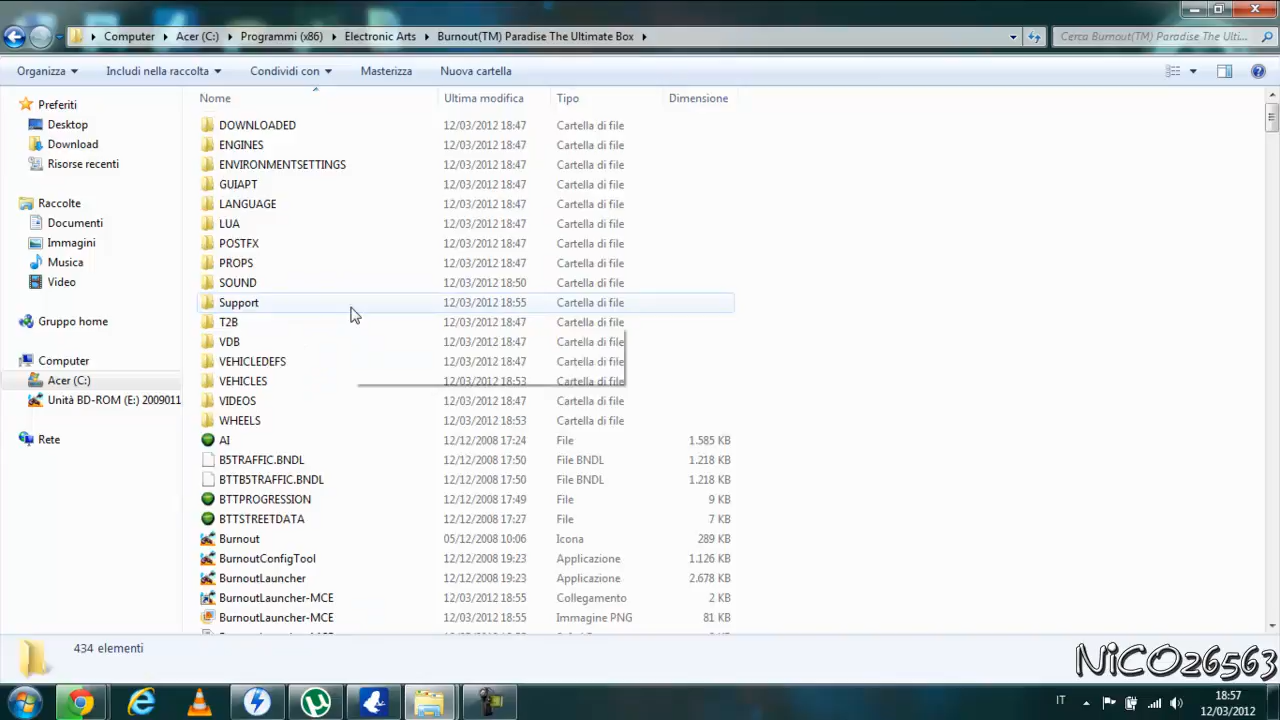 Computer ▸ Acer (C:) ▸ Programmi (x86) ▸ Electronic Arts ▸ Burnout(TM) Paradise The Ultimate Box ▸
Cerca Burnout(TM) Paradise The Ulti...
Organizza Includi nella raccolta Condividi con Masterizza Nuova cartella
Nome Ultima modifica Tipo Dimensione
Preferiti
Desktop
Download
Risorse recenti
Raccolte
Documenti
Immagini
Musica
Video
Gruppo home
Computer
Acer (C:)
Unità BD-ROM (E:) 2009011
Rete
DOWNLOADED 12/03/2012 18:47 Cartella di file
ENGINES 12/03/2012 18:47 Cartella di file
ENVIRONMENTSETTINGS 12/03/2012 18:47 Cartella di file
GUIAPT 12/03/2012 18:47 Cartella di file
LANGUAGE 12/03/2012 18:47 Cartella di file
LUA 12/03/2012 18:47 Cartella di file
POSTFX 12/03/2012 18:47 Cartella di file
PROPS 12/03/2012 18:47 Cartella di file
SOUND 12/03/2012 18:50 Cartella di file
Support 12/03/2012 18:55 Cartella di file
T2B 12/03/2012 18:47 Cartella di file
VDB 12/03/2012 18:47 Cartella di file
VEHICLEDEFS 12/03/2012 18:47 Cartella di file
VEHICLES 12/03/2012 18:53 Cartella di file
VIDEOS 12/03/2012 18:47 Cartella di file
WHEELS 12/03/2012 18:53 Cartella di file
AI 12/12/2008 17:24 File 1.585 KB
B5TRAFFIC.BNDL 12/12/2008 17:50 File BNDL 1.218 KB
BTTB5TRAFFIC.BNDL 12/12/2008 17:50 File BNDL 1.218 KB
BTTPROGRESSION 12/12/2008 17:49 File 9 KB
BTTSTREETDATA 12/12/2008 17:27 File 7 KB
Burnout 05/12/2008 10:06 Icona 289 KB
BurnoutConfigTool 12/12/2008 19:23 Applicazione 1.126 KB
BurnoutLauncher 12/12/2008 19:23 Applicazione 2.678 KB
BurnoutLauncher-MCE 12/03/2012 18:55 Collegamento 2 KB
BurnoutLauncher-MCE 12/03/2012 18:55 Immagine PNG 81 KB
434 elementi
NiCO26563
IT
18:57
12/03/2012